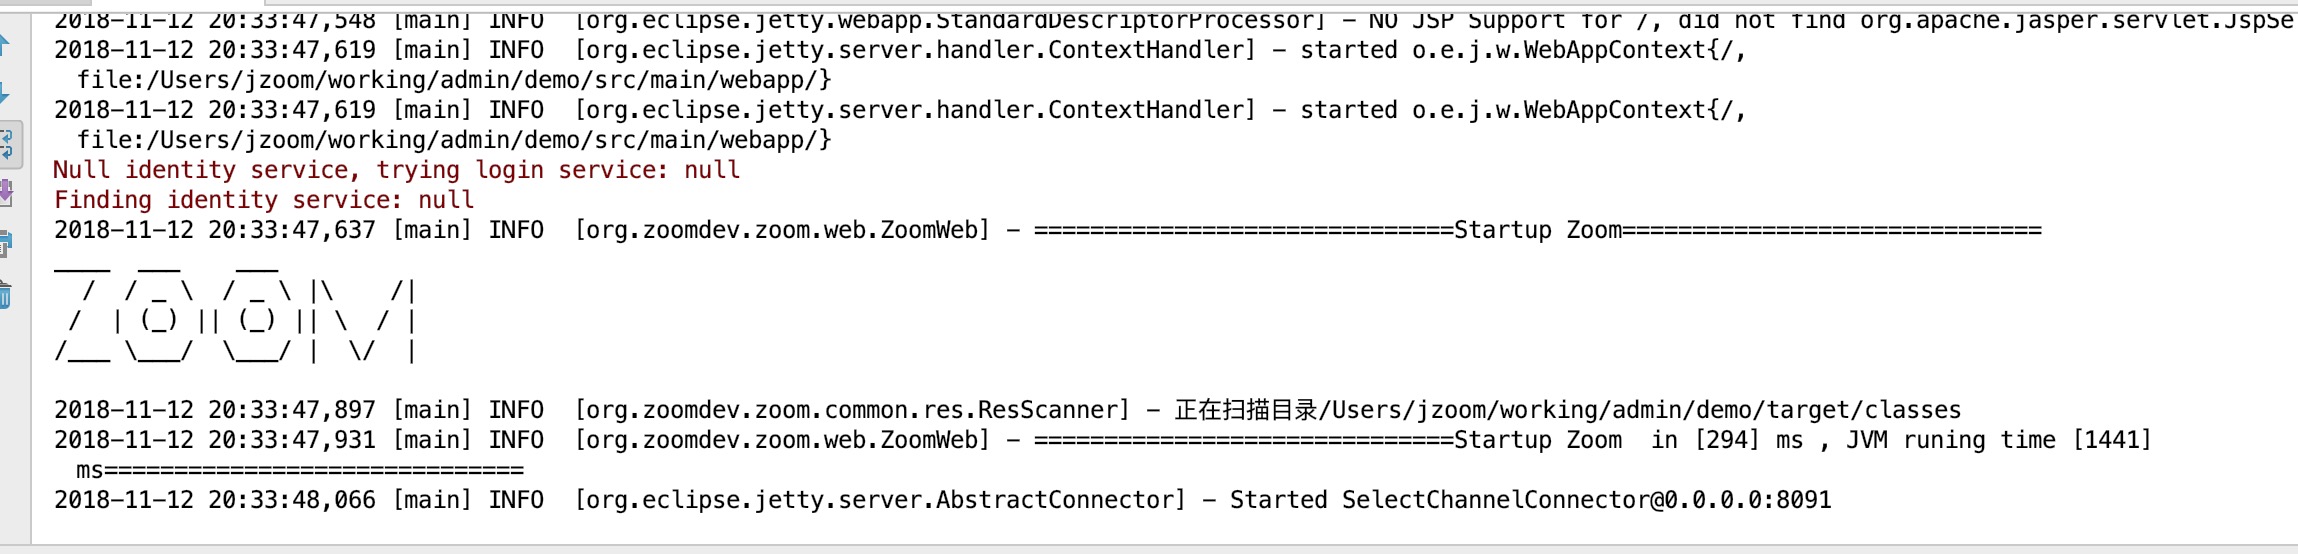 2018-11-12 20:33:47,548 [main] INFO  [org.eclipse.jetty.webapp.StandardDescriptorProcessor] - NO JSP Support for /, did not find org.apache.jasper.servlet.JspSe
2018-11-12 20:33:47,619 [main] INFO  [org.eclipse.jetty.server.handler.ContextHandler] - started o.e.j.w.WebAppContext{/,
file:/Users/jzoom/working/admin/demo/src/main/webapp/}
2018-11-12 20:33:47,619 [main] INFO  [org.eclipse.jetty.server.handler.ContextHandler] - started o.e.j.w.WebAppContext{/,
file:/Users/jzoom/working/admin/demo/src/main/webapp/}
Null identity service, trying login service: null
Finding identity service: null
2018-11-12 20:33:47,637 [main] INFO  [org.zoomdev.zoom.web.ZoomWeb] - ==============================Startup Zoom==============================
____  ___    ___
  /  / _ \  / _ \ |\    /|
 /  | (_) || (_) || \  / |
/___ \___/  \___/ |  \/  |
2018-11-12 20:33:47,897 [main] INFO  [org.zoomdev.zoom.common.res.ResScanner] - 正在扫描目录/Users/jzoom/working/admin/demo/target/classes
2018-11-12 20:33:47,931 [main] INFO  [org.zoomdev.zoom.web.ZoomWeb] - ==============================Startup Zoom  in [294] ms , JVM runing time [1441]
ms==============================
2018-11-12 20:33:48,066 [main] INFO  [org.eclipse.jetty.server.AbstractConnector] - Started SelectChannelConnector@0.0.0.0:8091